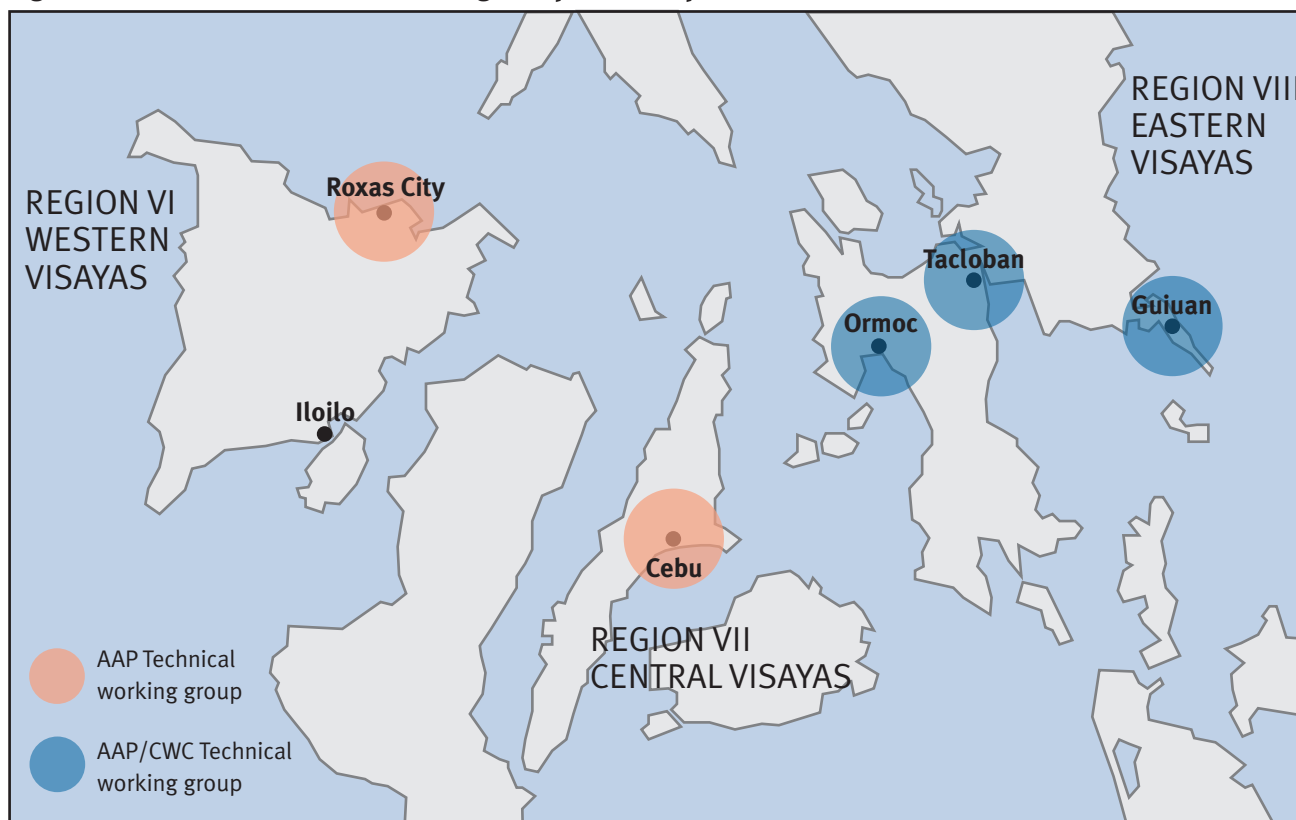 REGION VIII
EASTERN
VISAYAS
Roxas City
REGION VI
WESTERN
VISAYAS
Tacloban
Guiuan
Ormoc
Iloilo
Cebu
REGION VII
CENTRAL VISAYAS
AAP Technical
working group
AAP/CWC Technical
working group